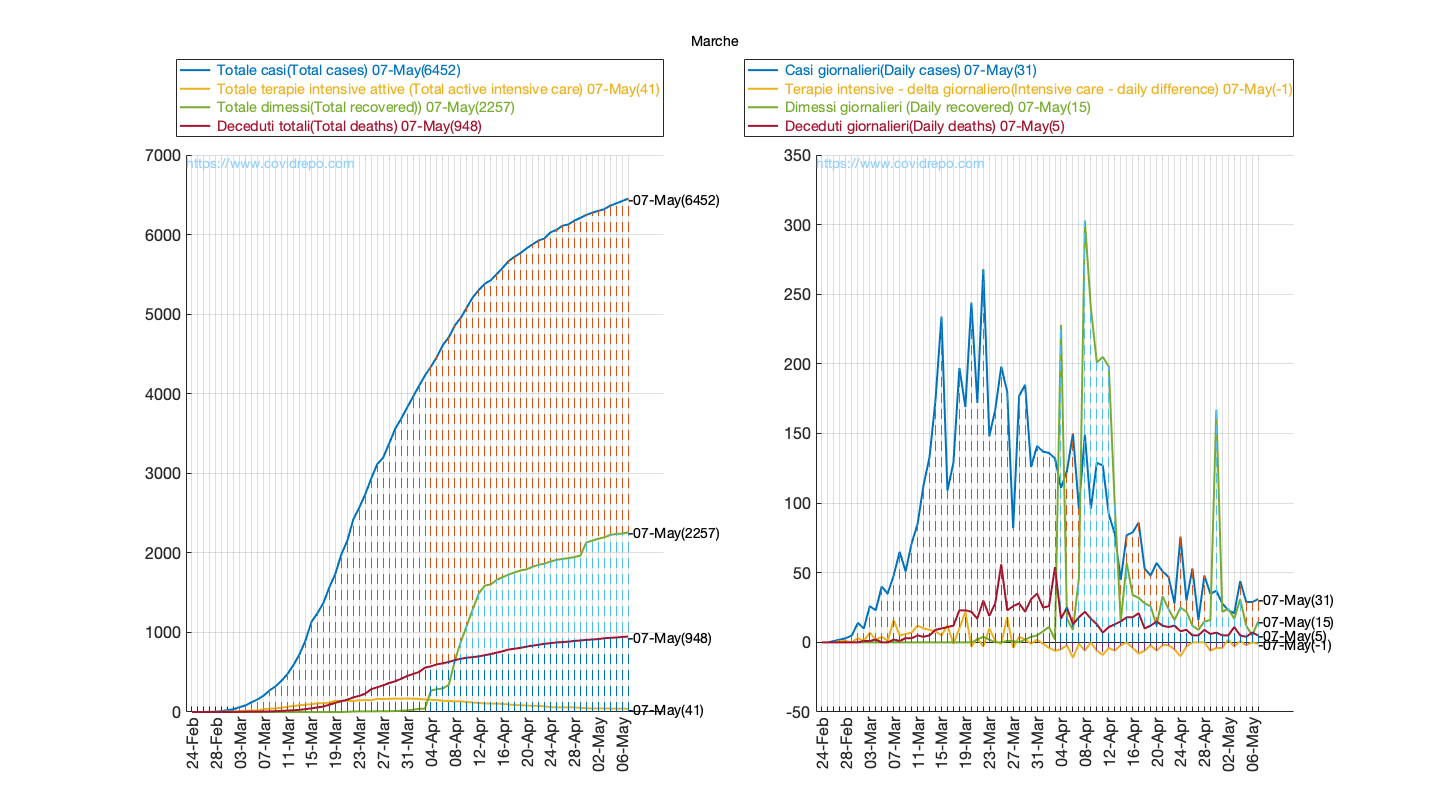 Marche
Totale casi(Total cases) 07-May(6452)
Totale terapie intensive attive (Total active intensive care) 07-May(41)
Totale dimessi(Total recovered)) 07-May(2257)
Deceduti totali(Total deaths) 07-May(948)
7000
6000
5000
4000
3000
2000
1000
0
https://www.covidrepo.com
-07-May(6452)
-07-May(2257)
-07-May(948)
-07-May(41)
24-Feb
28-Feb
03-Mar
07-Mar
11-Mar
15-Mar
19-Mar
23-Mar
27-Mar
31-Mar
04-Apr
08-Apr
12-Apr
16-Apr
20-Apr
24-Apr
28-Apr
02-May
06-May
Casi giornalieri(Daily cases) 07-May(31)
Terapie intensive - delta giornaliero(Intensive care - daily difference) 07-May(-1)
Dimessi giornalieri (Daily recovered) 07-May(15)
Deceduti giornalieri(Daily deaths) 07-May(5)
350
300
250
200
150
100
50
0
-50
https://www.covidrepo.com
-07-May(31)
-07-May(15)
-07-May(5)
-07-May(-1)
24-Feb
28-Feb
03-Mar
07-Mar
11-Mar
15-Mar
19-Mar
23-Mar
27-Mar
31-Mar
04-Apr
08-Apr
12-Apr
16-Apr
20-Apr
24-Apr
28-Apr
02-May
06-May